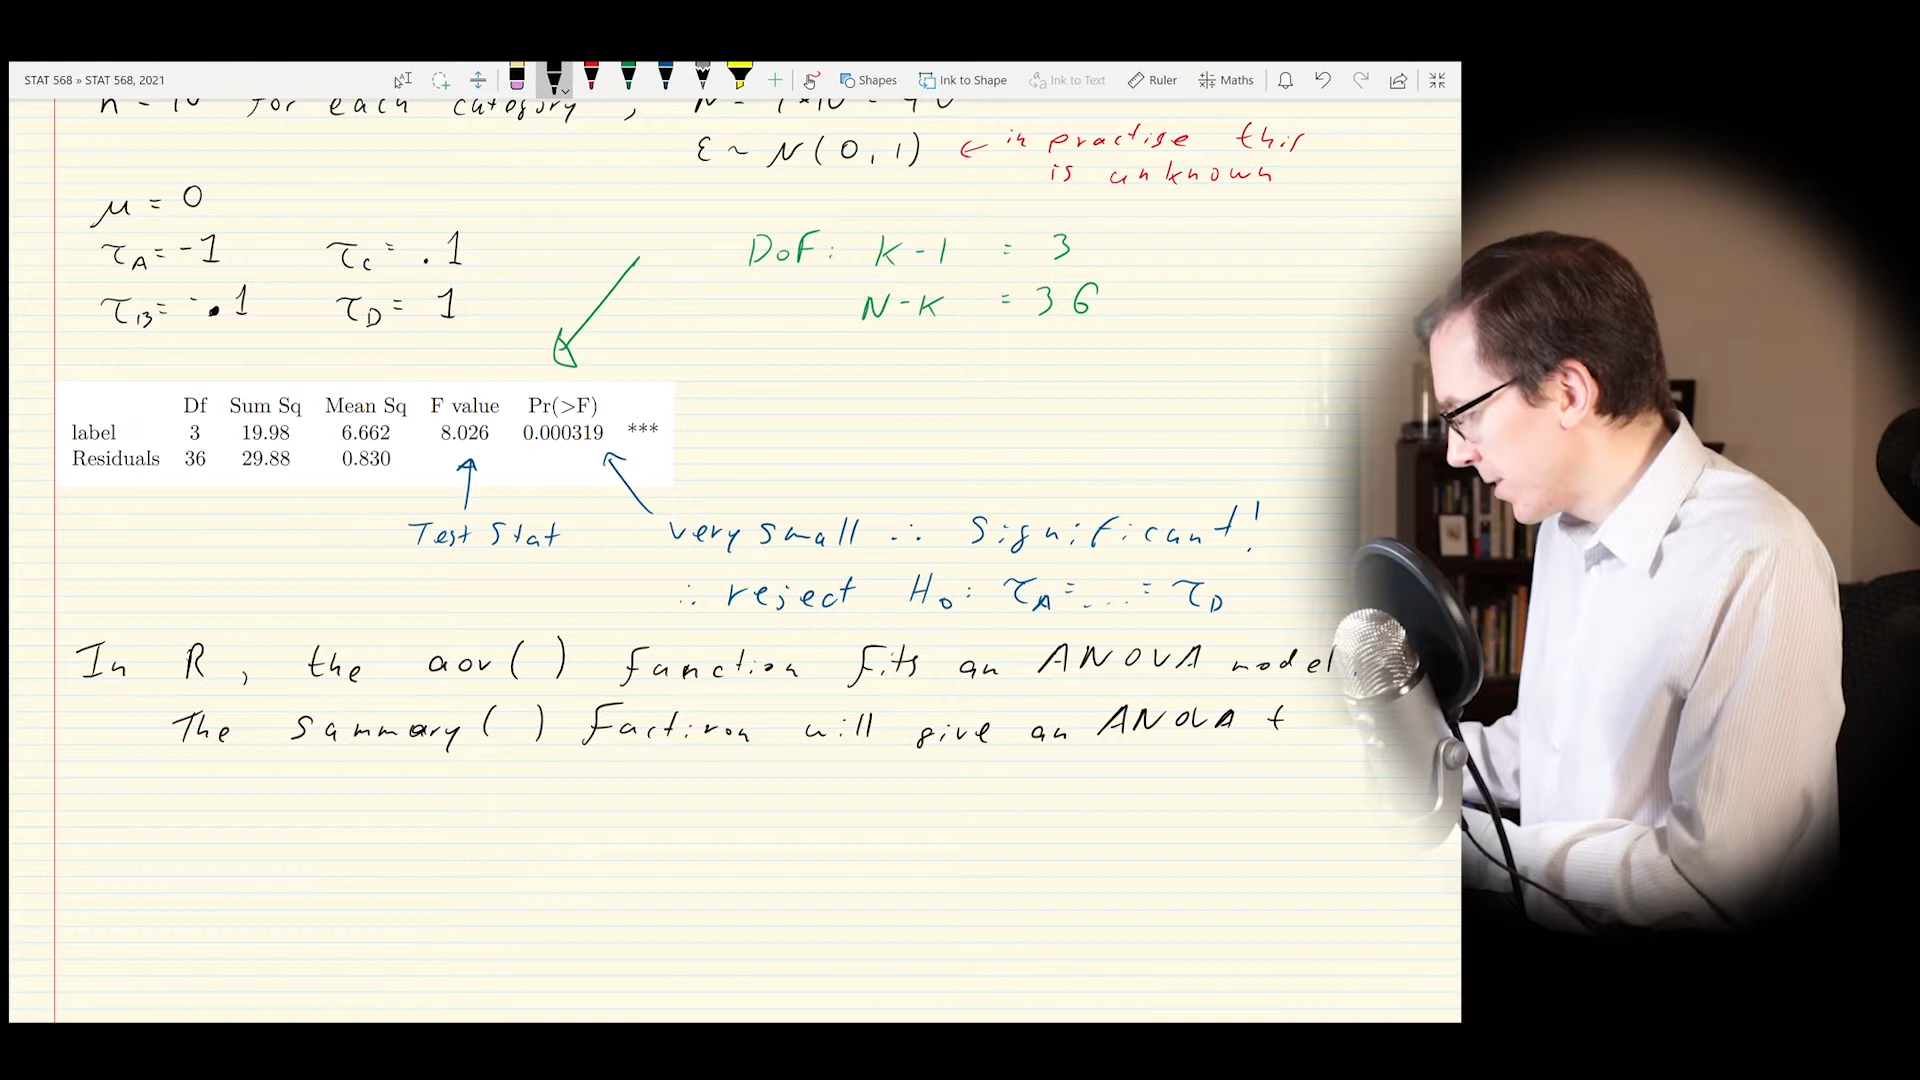 STAT 568 » STAT 568, 2021
Shapes Ink to Shape Ink to Text Ruler Maths
for each category,
ε ~ N(0, 1) ← in practise this
is unknown
μ = 0
τA = -1 τC = .1 DoF: K-1 = 3
τB = -.1 τD = 1 N-K = 36
Df Sum Sq Mean Sq F value Pr(>F)
label 3 19.98 6.662 8.026 0.000319 ***
Residuals 36 29.88 0.830
Test Stat very small ∴ Significant!
∴ reject H0: τA = .... = τD
In R, the aov( ) function fits an ANOVA model
The summary( ) factiron will give an ANOVA t